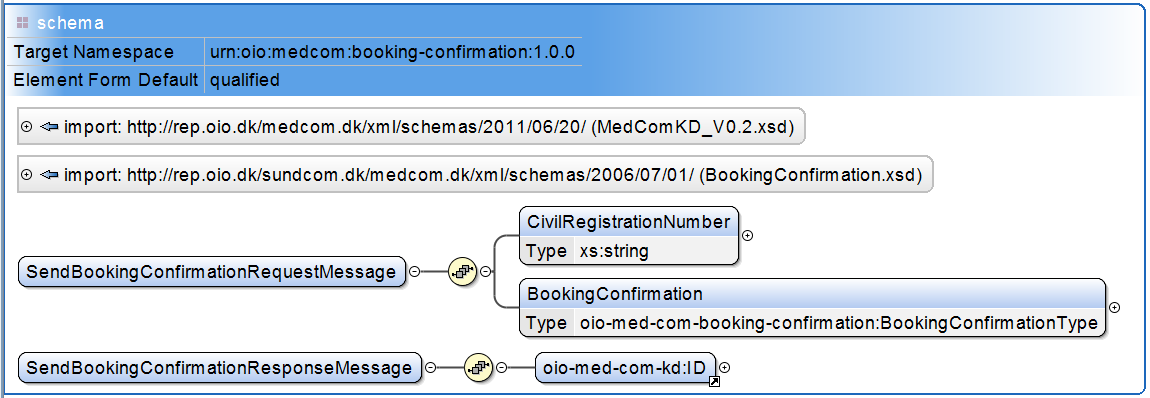 schema
Target Namespace urn:oio:medcom:booking-confirmation:1.0.0
Element Form Default qualified
import: http://rep.oio.dk/medcom.dk/xml/schemas/2011/06/20/ (MedComKD_V0.2.xsd)
import: http://rep.oio.dk/sundcom.dk/medcom.dk/xml/schemas/2006/07/01/ (BookingConfirmation.xsd)
CivilRegistrationNumber
Type xs:string
SendBookingConfirmationRequestMessage
BookingConfirmation
Type oio-med-com-booking-confirmation:BookingConfirmationType
SendBookingConfirmationResponseMessage
oio-med-com-kd:ID